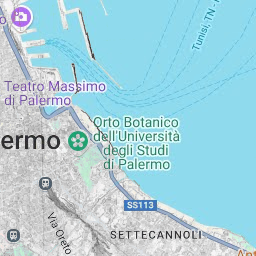 Tunisi, TN -
Teatro Massimo
di Palermo
ermo
Orto Botanico
dell'Università
degli Studi
di Palermo
SS113
Via Oreto
SETTECANNOLI
Ant